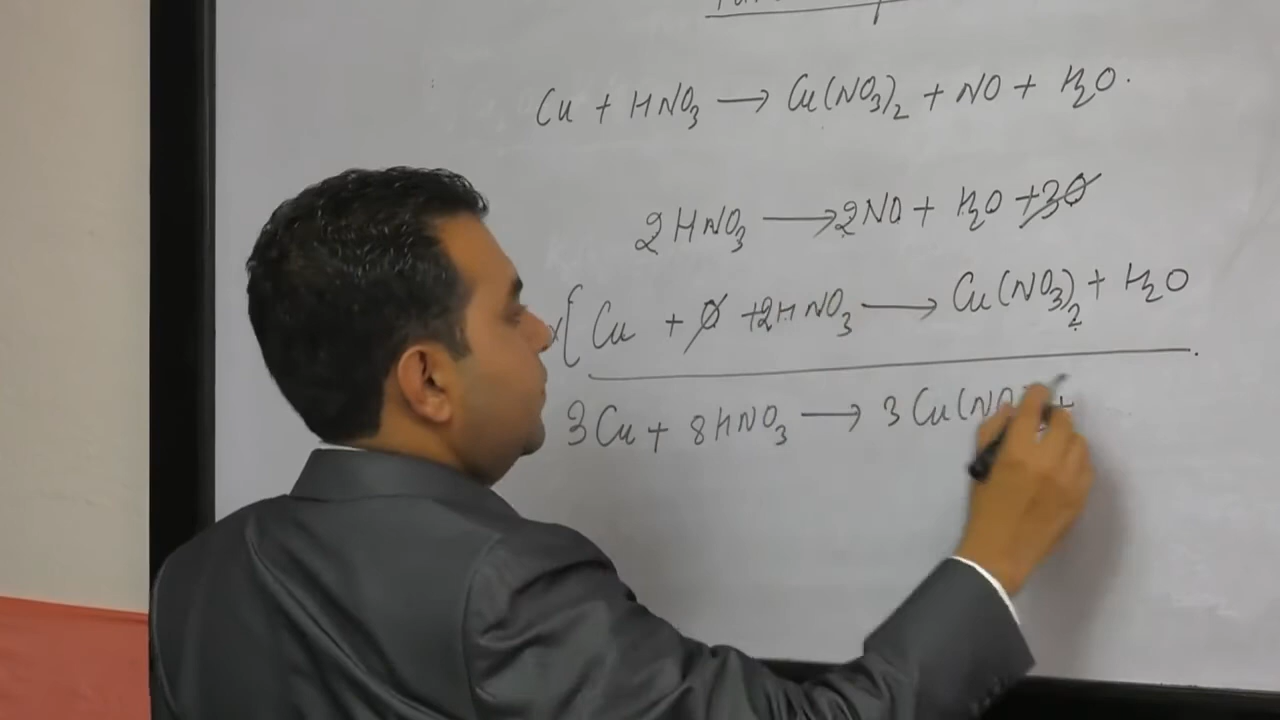 Cu + HNO3 → Cu(NO3)2 + NO + H2O.
2HNO3 → 2NO + H2O + 3O
x[ Cu + O + 2HNO3 → Cu(NO3)2 + H2O
3Cu + 8HNO3 → 3Cu(NO +